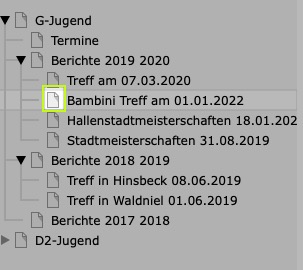 G-Jugend
Termine
Berichte 2019 2020
Treff am 07.03.2020
Bambini Treff am 01.01.2022
Hallenstadtmeisterschaften 18.01.202
Stadtmeisterschaften 31.08.2019
Berichte 2018 2019
Treff in Hinsbeck 08.06.2019
Treff in Waldniel 01.06.2019
Berichte 2017 2018
D2-Jugend